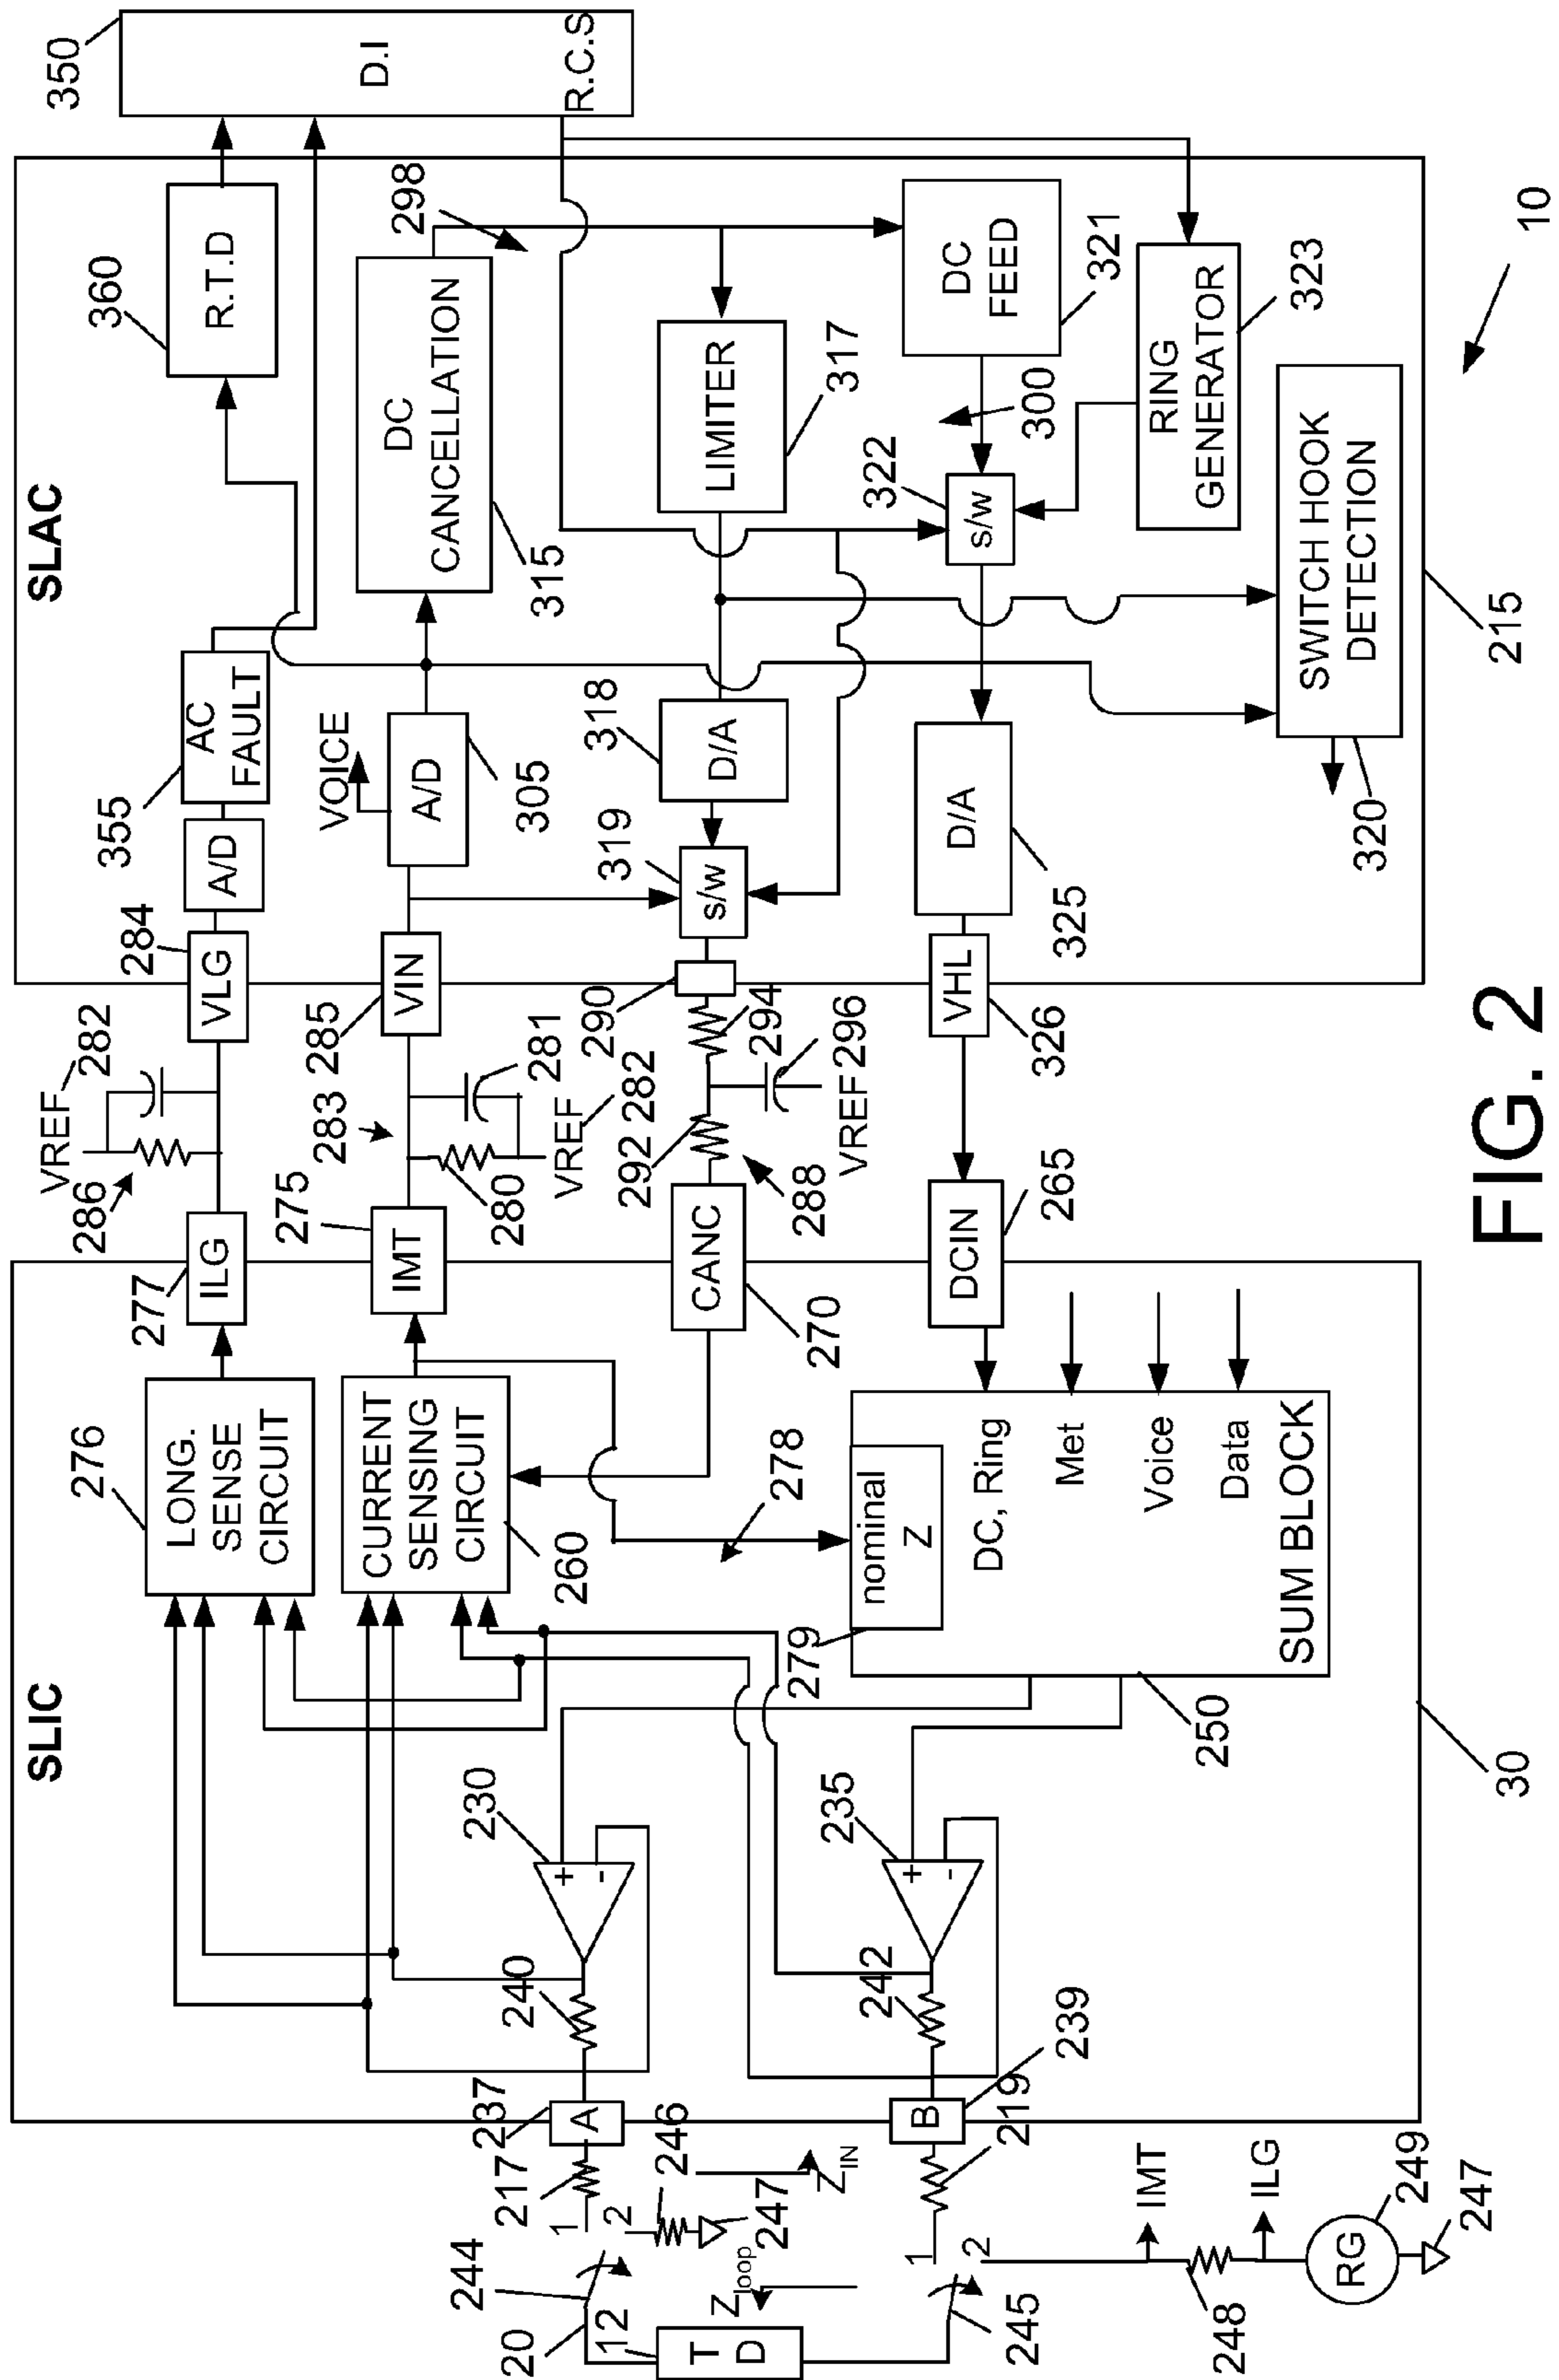 SLIC
SLAC
350
D.I
R.C.S
360
R.T.D
355
AC
FAULT
A/D
284
VLG
VREF
282
286
277
ILG
276
LONG.
SENSE
CIRCUIT
298
DC
CANCELLATION
315
VOICE
A/D
305
VIN
285
283
281
VREF
282
280
275
IMT
CURRENT
SENSING
CIRCUIT
260
LIMITER
317
318
D/A
319
s/w
290
294
296
VREF
292
288
CANC
270
278
DC
FEED
321
300
322
s/w
RING
GENERATOR
323
D/A
325
VHL
326
DCIN
265
SWITCH HOOK
DETECTION
320
215
10
nominal
Z
279
DC, Ring
Met
Voice
Data
SUM BLOCK
250
30
230
+
-
240
235
+
-
242
237
A
217
239
B
219
246
247
1
2
244
20
12
T
D
Z loop
Z IN
1
2
245
IMT
ILG
248
RG
249
247
FIG. 2